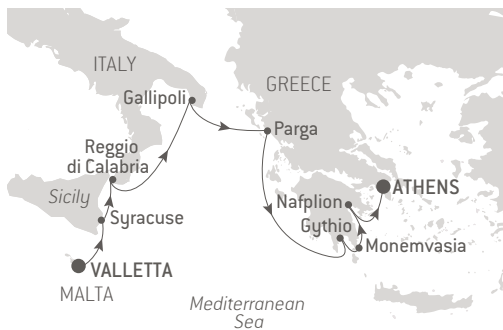 ITALY
GREECE
Gallipoli
Parga
Reggio
di Calabria
Sicily
Syracuse
VALLETTA
MALTA
ATHENS
Nafplion
Gythio
Monemvasia
Mediterranean
Sea